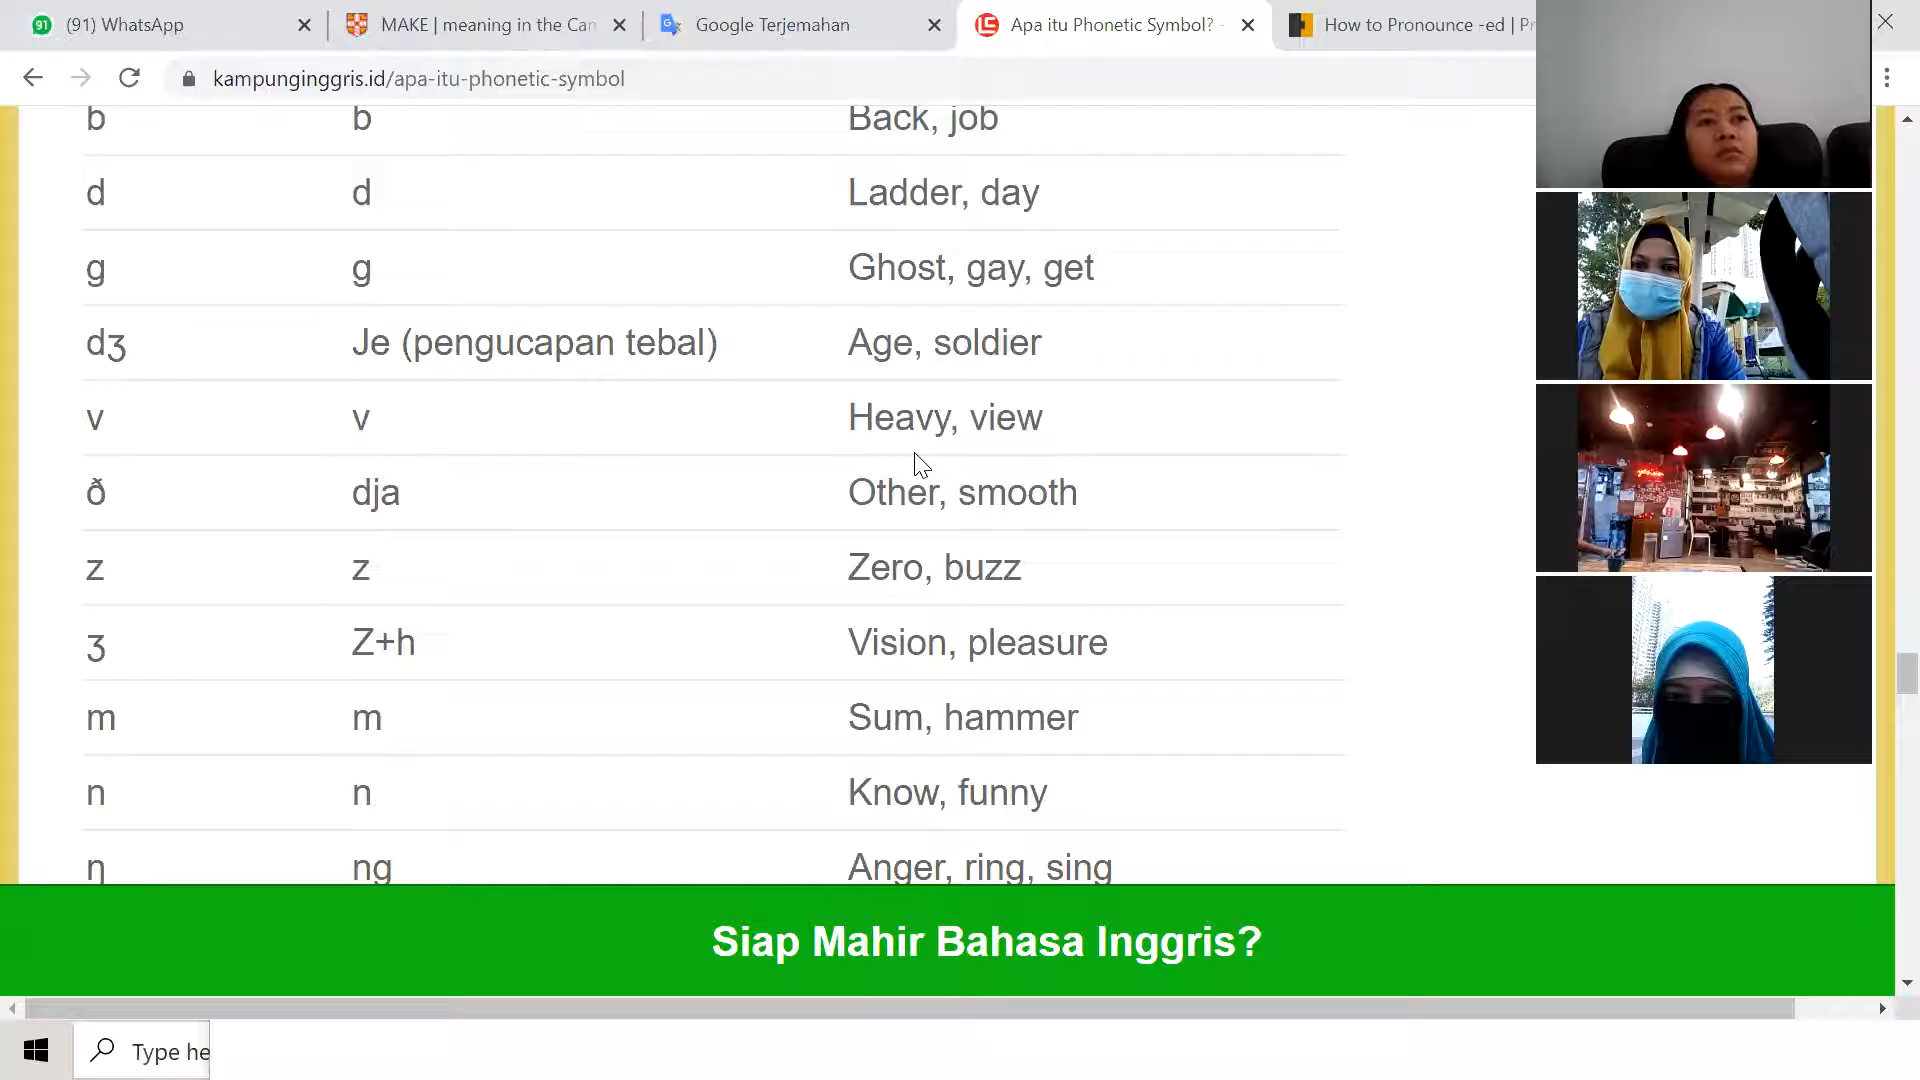 (91) WhatsApp
MAKE | meaning in the Can
Google Terjemahan
Apa itu Phonetic Symbol? -
How to Pronounce -ed | Pr
kampunginggris.id/apa-itu-phonetic-symbol
b b Back, job
d d Ladder, day
g g Ghost, gay, get
dʒ Je (pengucapan tebal) Age, soldier
v v Heavy, view
ð dja Other, smooth
z z Zero, buzz
ʒ Z+h Vision, pleasure
m m Sum, hammer
n n Know, funny
ŋ ng Anger, ring, sing
Siap Mahir Bahasa Inggris?
Type he